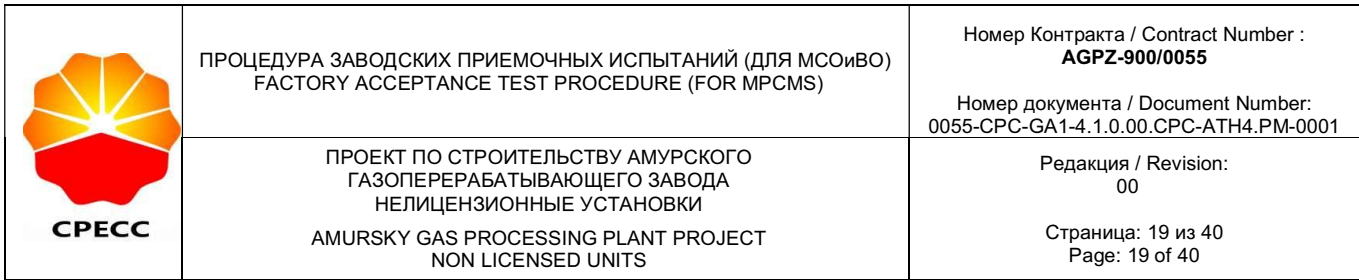 CPECC
ПРОЦЕДУРА ЗАВОДСКИХ ПРИЕМОЧНЫХ ИСПЫТАНИЙ (ДЛЯ МСОиВО)
FACTORY ACCEPTANCE TEST PROCEDURE (FOR MPCMS)
Номер Контракта / Contract Number :
AGPZ-900/0055
Номер документа / Document Number:
0055-CPC-GA1-4.1.0.00.CPC-ATH4.PM-0001
ПРОЕКТ ПО СТРОИТЕЛЬСТВУ АМУРСКОГО
ГАЗОПЕРЕРАБАТЫВАЮЩЕГО ЗАВОДА
НЕЛИЦЕНЗИОННЫЕ УСТАНОВКИ
AMURSKY GAS PROCESSING PLANT PROJECT
NON LICENSED UNITS
Редакция / Revision:
00
Страница: 19 из 40
Page: 19 of 40